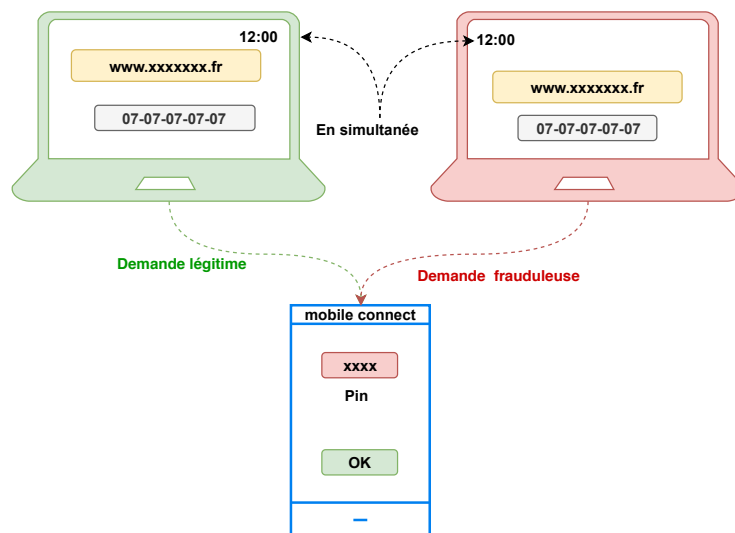 12:00
12:00
www.xxxxxxx.fr
www.xxxxxxx.fr
07-07-07-07-07
07-07-07-07-07
En simultanée
Demande légitime
Demande frauduleuse
mobile connect
xxxx
Pin
OK